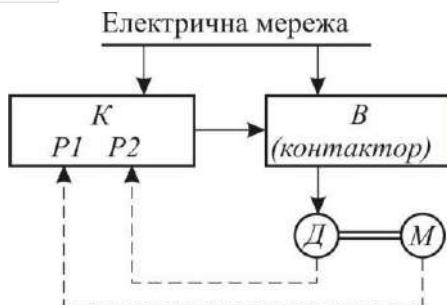 Електрична мережа
К
Р1 Р2
В
(контактор)
Д
М